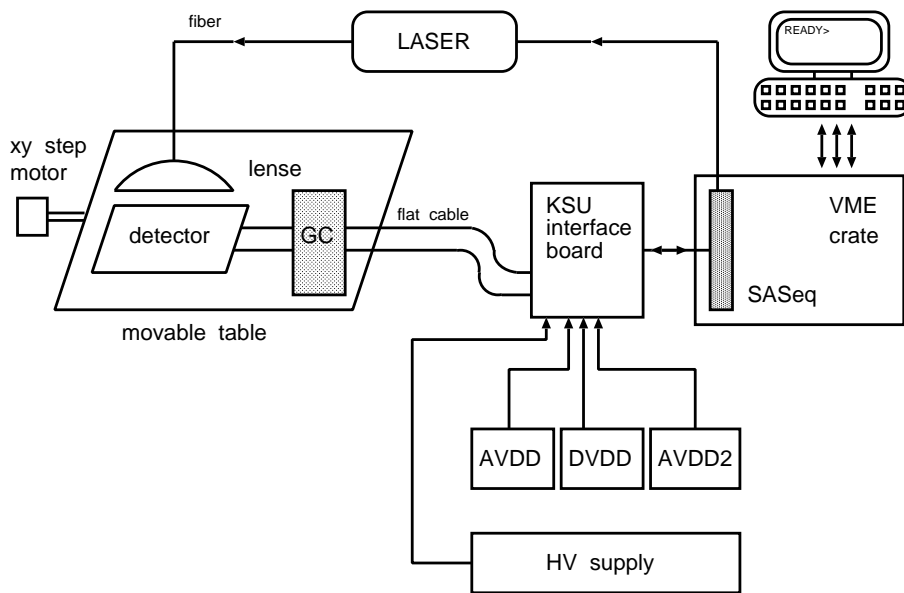 fiber
LASER
READY>
xy step
motor
lense
detector
GC
flat cable
KSU
interface
board
VME
crate
SASeq
movable table
AVDD
DVDD
AVDD2
HV supply